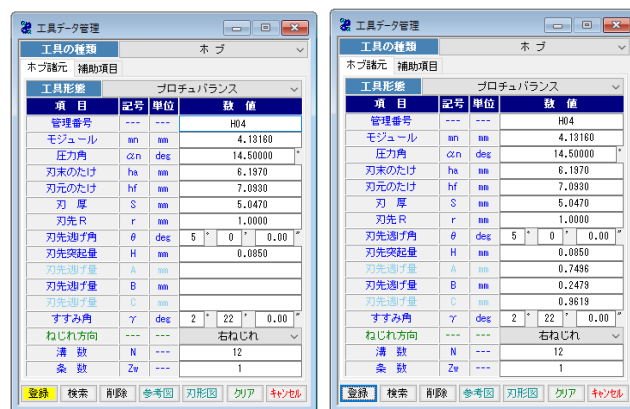 工具データ管理
工具の種類 ホブ
ホブ諸元 補助項目
工具形態 プロチュバランス
項目 記号 単位 数値
管理番号 --- --- H04
モジュール mn mm 4.13160
圧力角 αn deg 14.50000 °
刃末のたけ ha mm 6.1970
刃元のたけ hf mm 7.0930
刃厚 S mm 5.0470
刃先R r mm 1.0000
刃先逃げ角 θ deg 5 ° 0 ' 0.00 "
刃先突起量 H mm 0.0850
刃先逃げ量 A mm
刃先逃げ量 B mm
刃先逃げ量 C mm
すすみ角 γ deg 2 ° 22 ' 0.00 "
ねじれ方向 --- --- 右ねじれ
溝数 N --- 12
条数 Zw --- 1
登録 検索 削除 参考図 刃形図 クリア キャンセル
工具データ管理
工具の種類 ホブ
ホブ諸元 補助項目
工具形態 プロチュバランス
項目 記号 単位 数値
管理番号 --- --- H04
モジュール mn mm 4.13160
圧力角 αn deg 14.50000 °
刃末のたけ ha mm 6.1970
刃元のたけ hf mm 7.0930
刃厚 S mm 5.0470
刃先R r mm 1.0000
刃先逃げ角 θ deg 5 ° 0 ' 0.00 "
刃先突起量 H mm 0.0850
刃先逃げ量 A mm 0.7496
刃先逃げ量 B mm 0.2479
刃先逃げ量 C mm 0.9619
すすみ角 γ deg 2 ° 22 ' 0.00 "
ねじれ方向 --- --- 右ねじれ
溝数 N --- 12
条数 Zw --- 1
登録 検索 削除 参考図 刃形図 クリア キャンセル